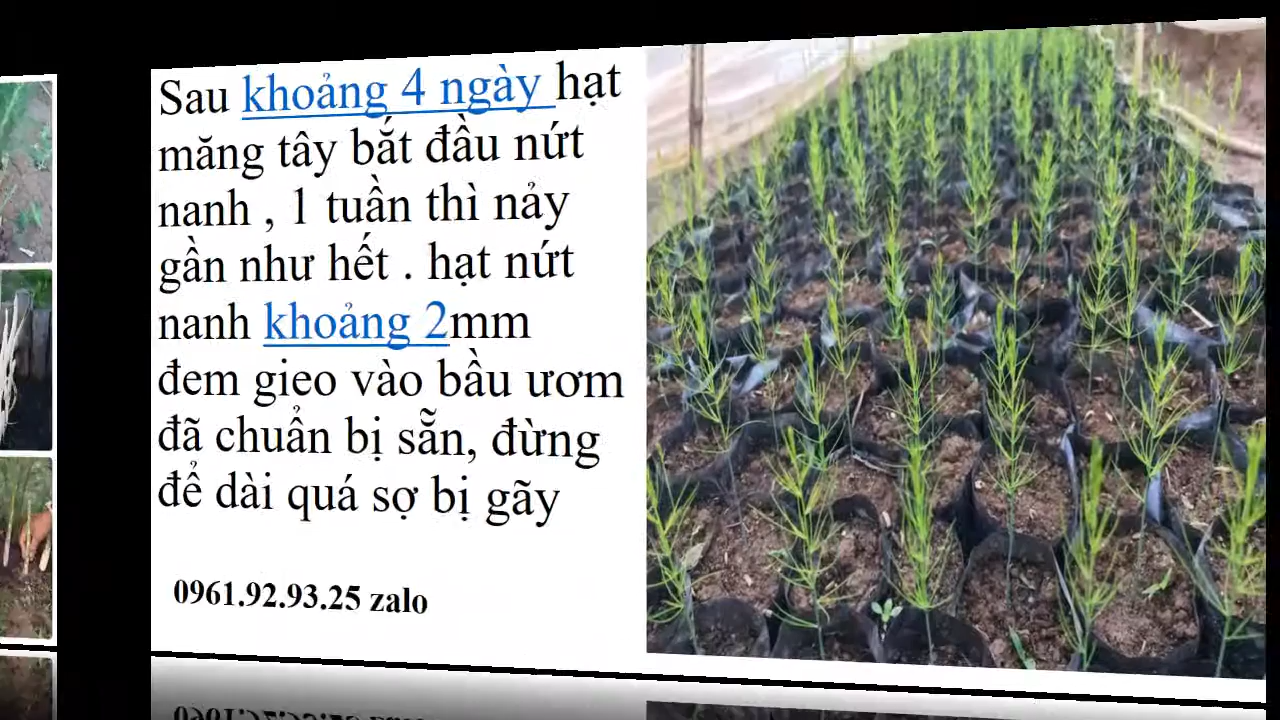 Sau khoảng 4 ngày hạt
măng tây bắt đầu nứt
nanh , 1 tuần thì nảy
gần như hết . hạt nứt
nanh khoảng 2mm
đem gieo vào bầu ươm
đã chuẩn bị sẵn, đừng
để dài quá sợ bị gãy
0961.92.93.25 zalo